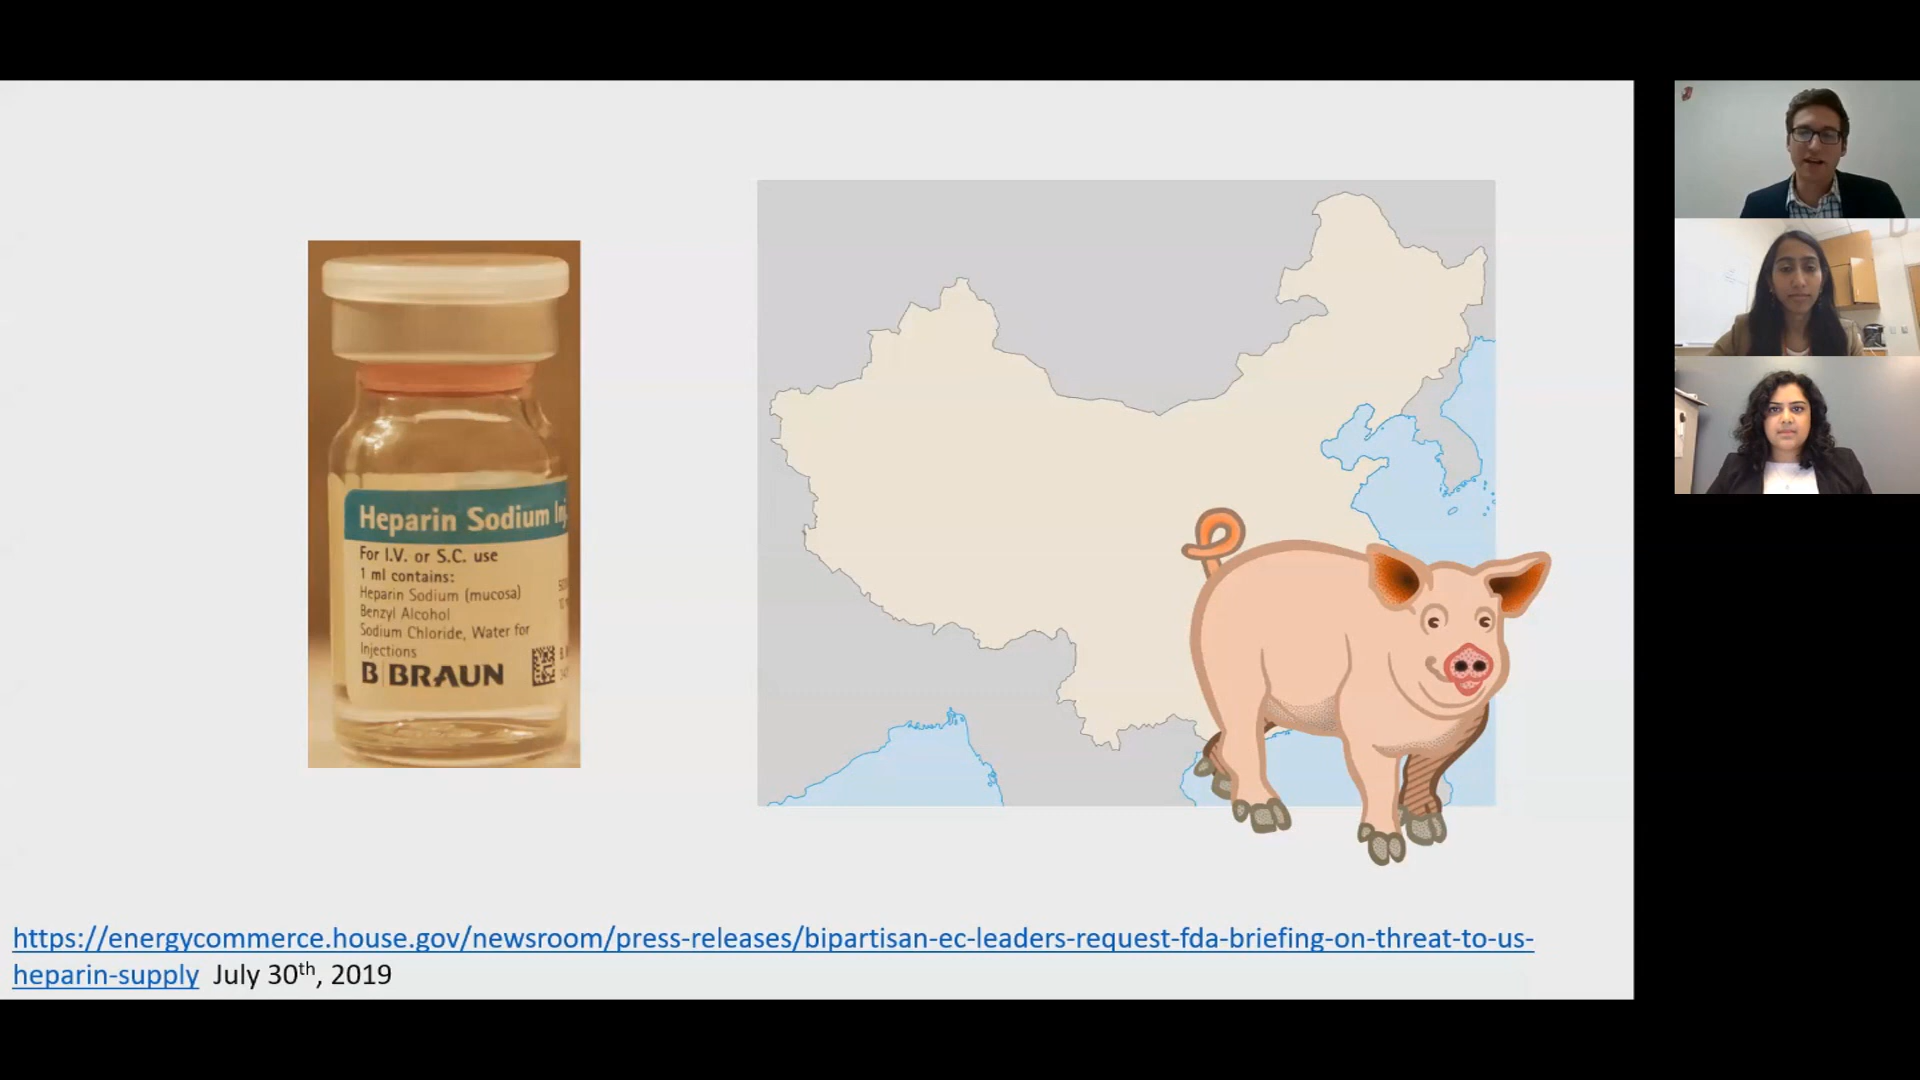 Heparin Sodium
For I.V. or S.C. use
1 ml contains:
Heparin Sodium (mucosa)
Benzyl Alcohol
Sodium Chloride, Water for
Injections
B BRAUN
https://energycommerce.house.gov/newsroom/press-releases/bipartisan-ec-leaders-request-fda-briefing-on-threat-to-us-
heparin-supply July 30th, 2019